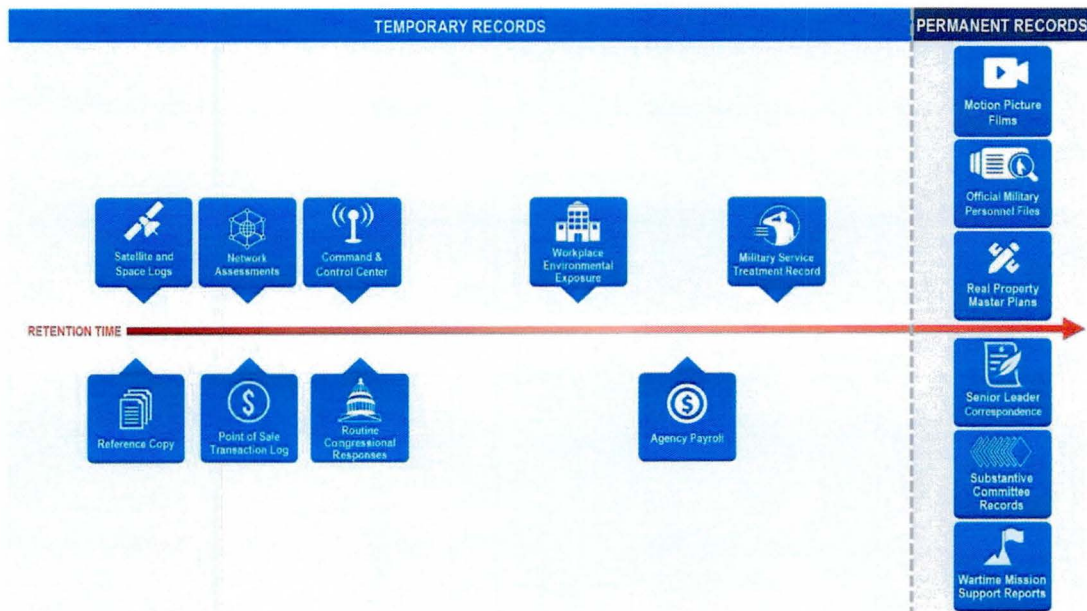 TEMPORARY RECORDS
PERMANENT RECORDS
Motion Picture
Films
Official Military
Personnel Files
Real Property
Master Plans
Satellite and
Space Logs
Network
Assessments
Command &
Control Center
Workplace
Environmental
Exposure
Military Service
Treatment Record
RETENTION TIME
Reference Copy
$
Point of Sale
Transaction Log
Routine
Congressional
Responses
$
Agency Payroll
Senior Leader
Correspondence
Substantive
Committee
Records
Wartime Mission
Support Reports